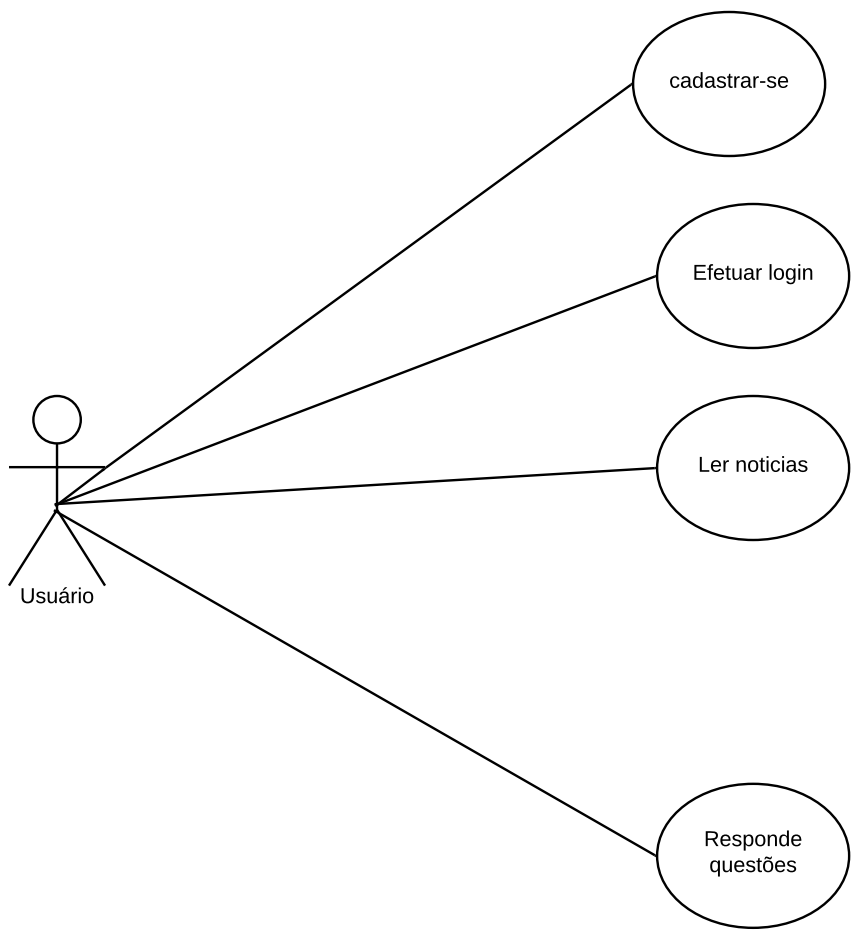 cadastrar-se
Efetuar login
Ler noticias
Usuário
Responde
questões